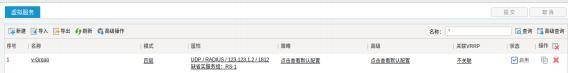 虚拟服务
提 交 取 消
新建 导入 导出 刷新 高级操作 名称: * 查询 高级查询
序号 名称 模式 属性 策略 高级 关联VRRP 状态 操作
1 v-Group 四层 UDP / RADIUS / 123.123.1.2 / 1812 点击查看默认配置 点击查看默认配置 不关联 启用
缺省实服务组: RS-1